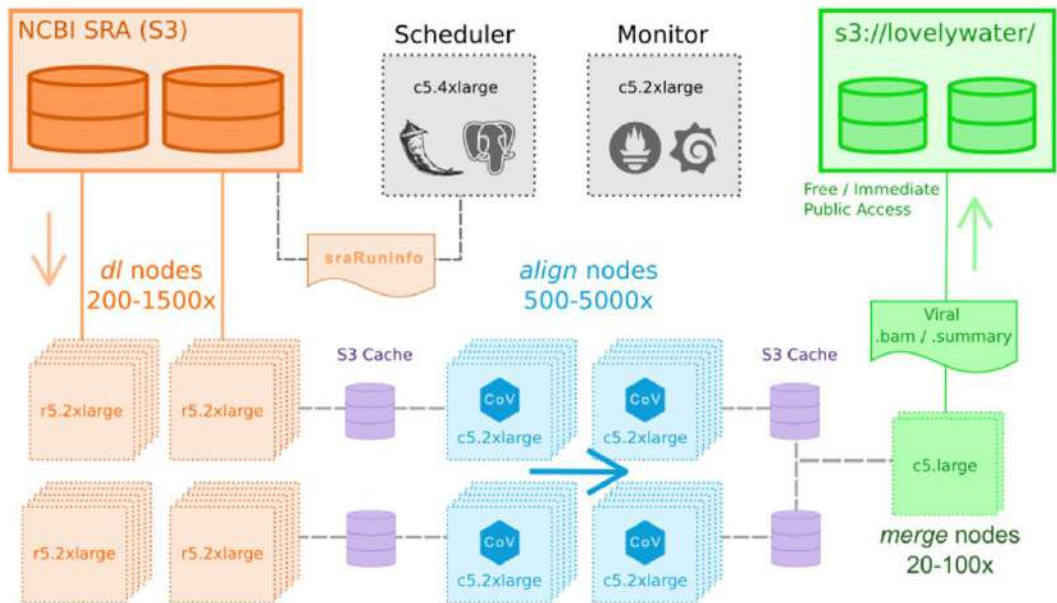 NCBI SRA (S3)
Scheduler
c5.4xlarge
Monitor
c5.2xlarge
s3://lovelywater/
Free / Immediate
Public Access
sraRunInfo
dl nodes
200-1500x
align nodes
500-5000x
Viral
.bam / .summary
r5.2xlarge
r5.2xlarge
S3 Cache
CoV
c5.2xlarge
CoV
c5.2xlarge
S3 Cache
c5.large
r5.2xlarge
r5.2xlarge
CoV
c5.2xlarge
CoV
c5.2xlarge
merge nodes
20-100x